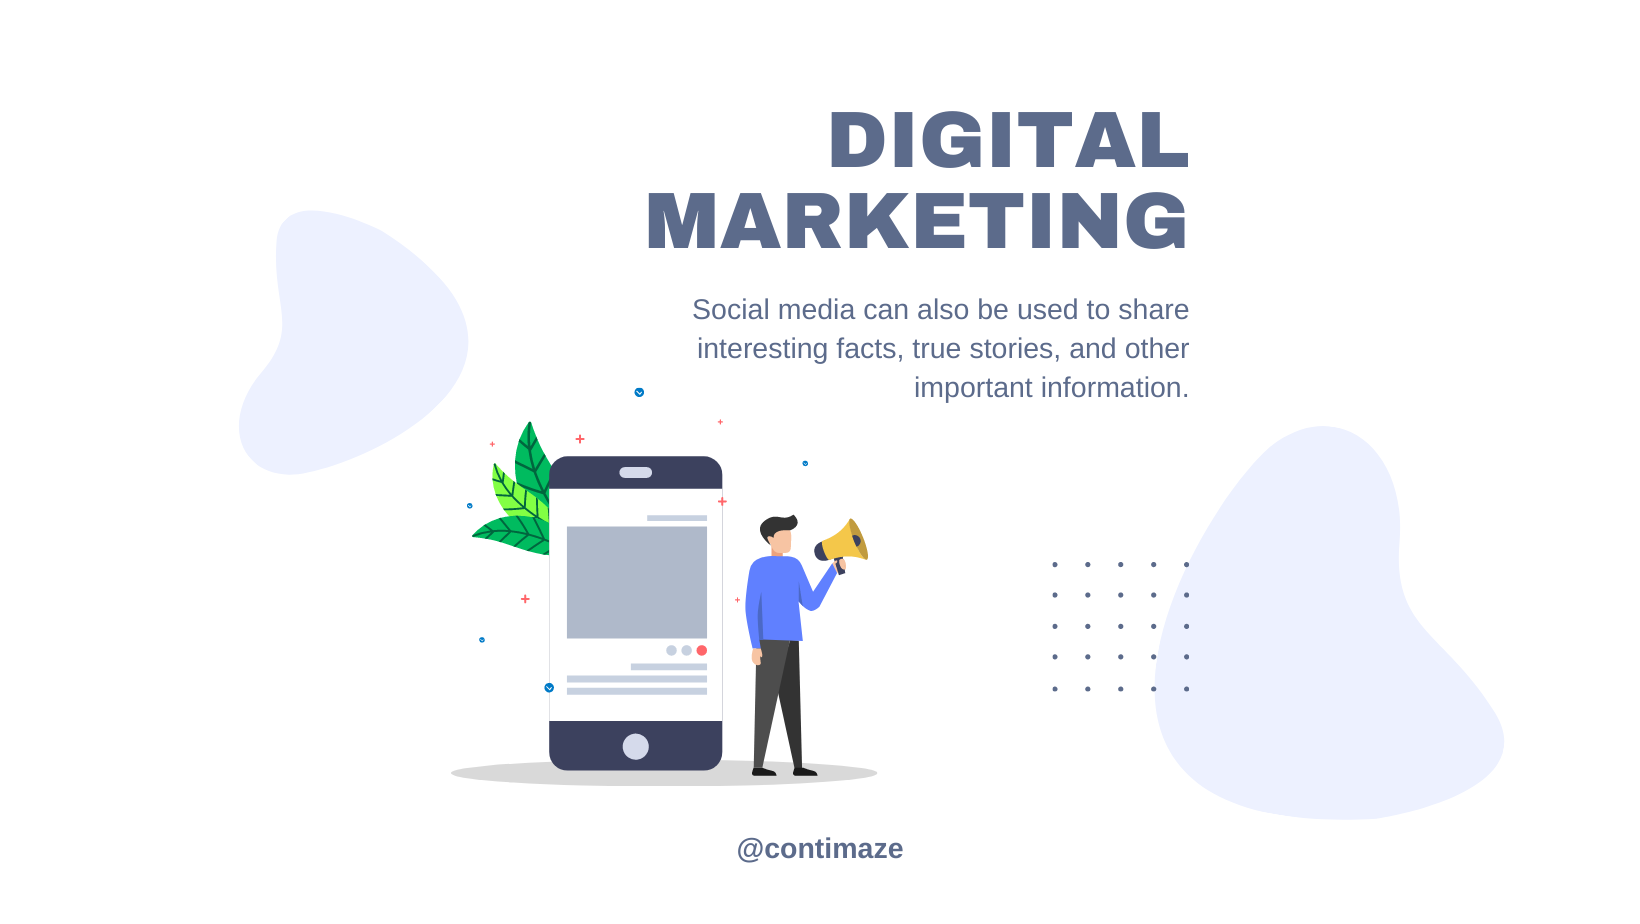 DIGITAL
MARKETING
Social media can also be used to share
interesting facts, true stories, and other
important information.
@contimaze